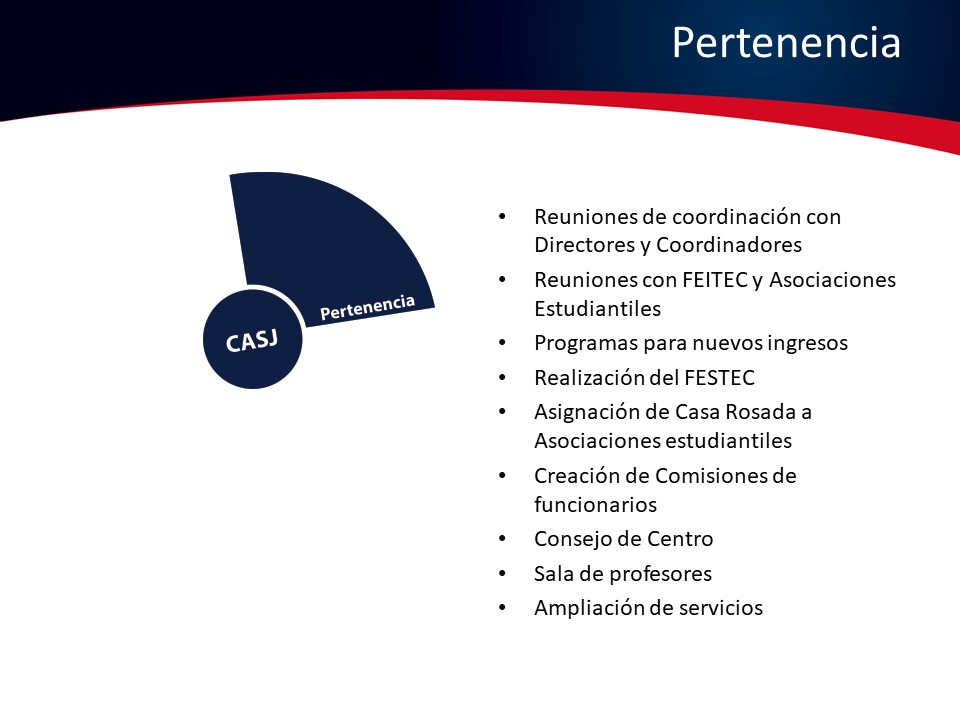 Pertenencia
Pertenencia
CASJ
• Reuniones de coordinación con
Directores y Coordinadores
• Reuniones con FEITEC y Asociaciones
Estudiantiles
• Programas para nuevos ingresos
• Realización del FESTEC
• Asignación de Casa Rosada a
Asociaciones estudiantiles
• Creación de Comisiones de
funcionarios
• Consejo de Centro
• Sala de profesores
• Ampliación de servicios